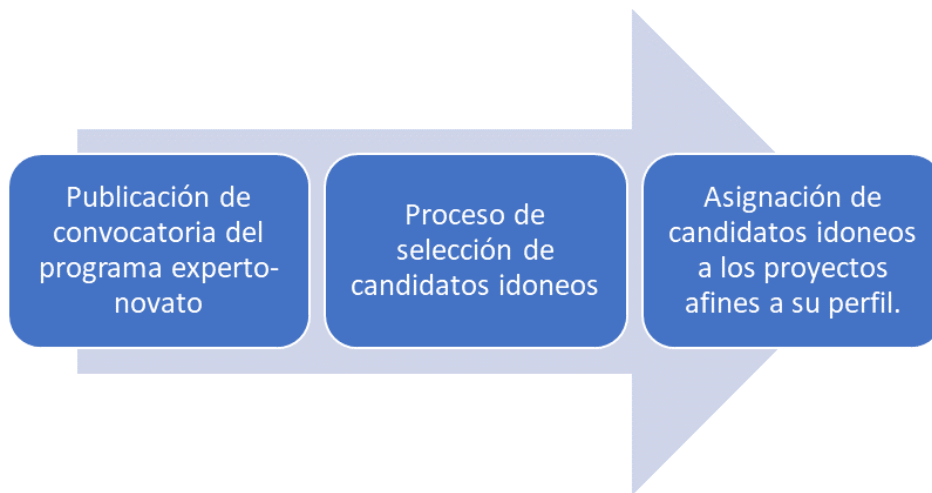 Publicación de
convocatoria del
programa experto-
novato
Proceso de
selección de
candidatos idoneos
Asignación de
candidatos idoneos
a los proyectos
afines a su perfil.